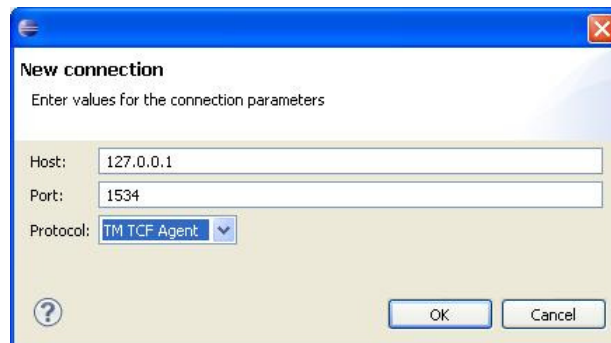 New connection
Enter values for the connection parameters
Host: 127.0.0.1
Port: 1534
Protocol: TM TCF Agent
?
OK Cancel